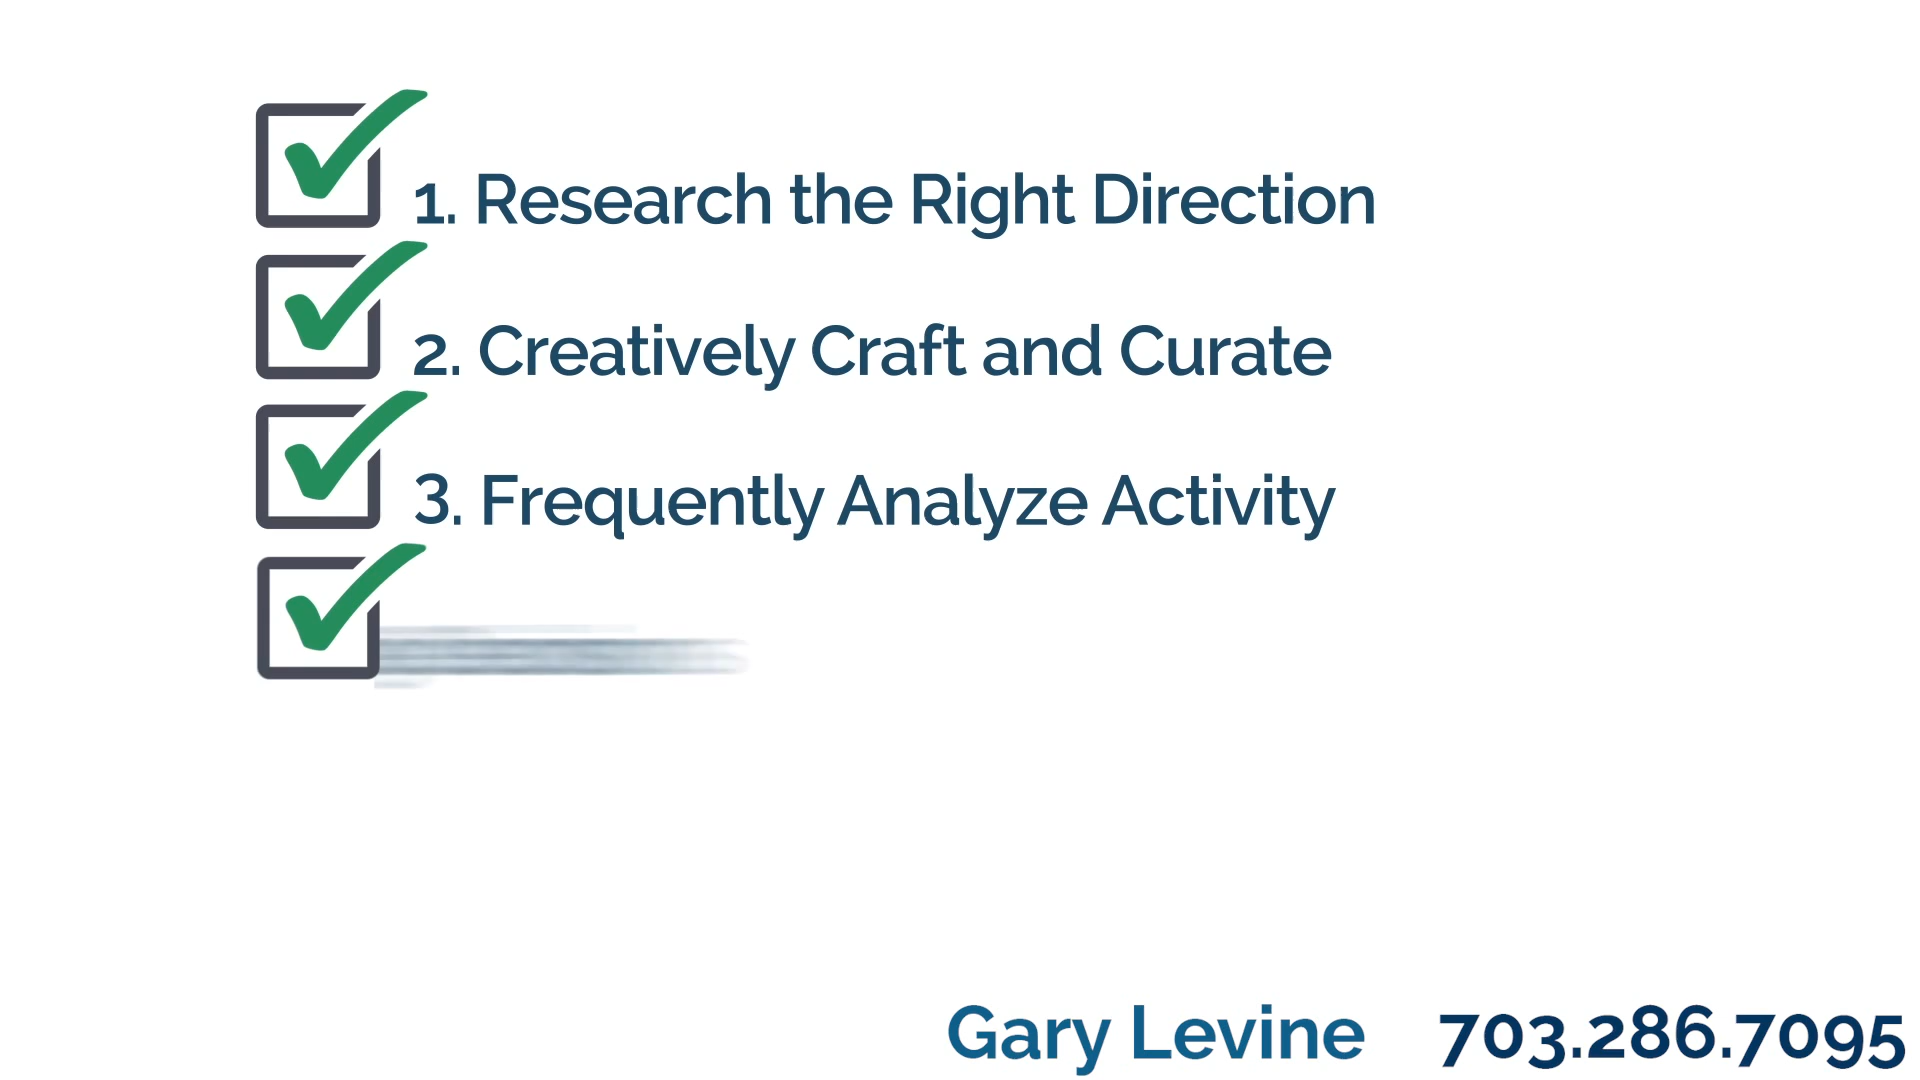 1. Research the Right Direction
2. Creatively Craft and Curate
3. Frequently Analyze Activity
Gary Levine 703.286.7095